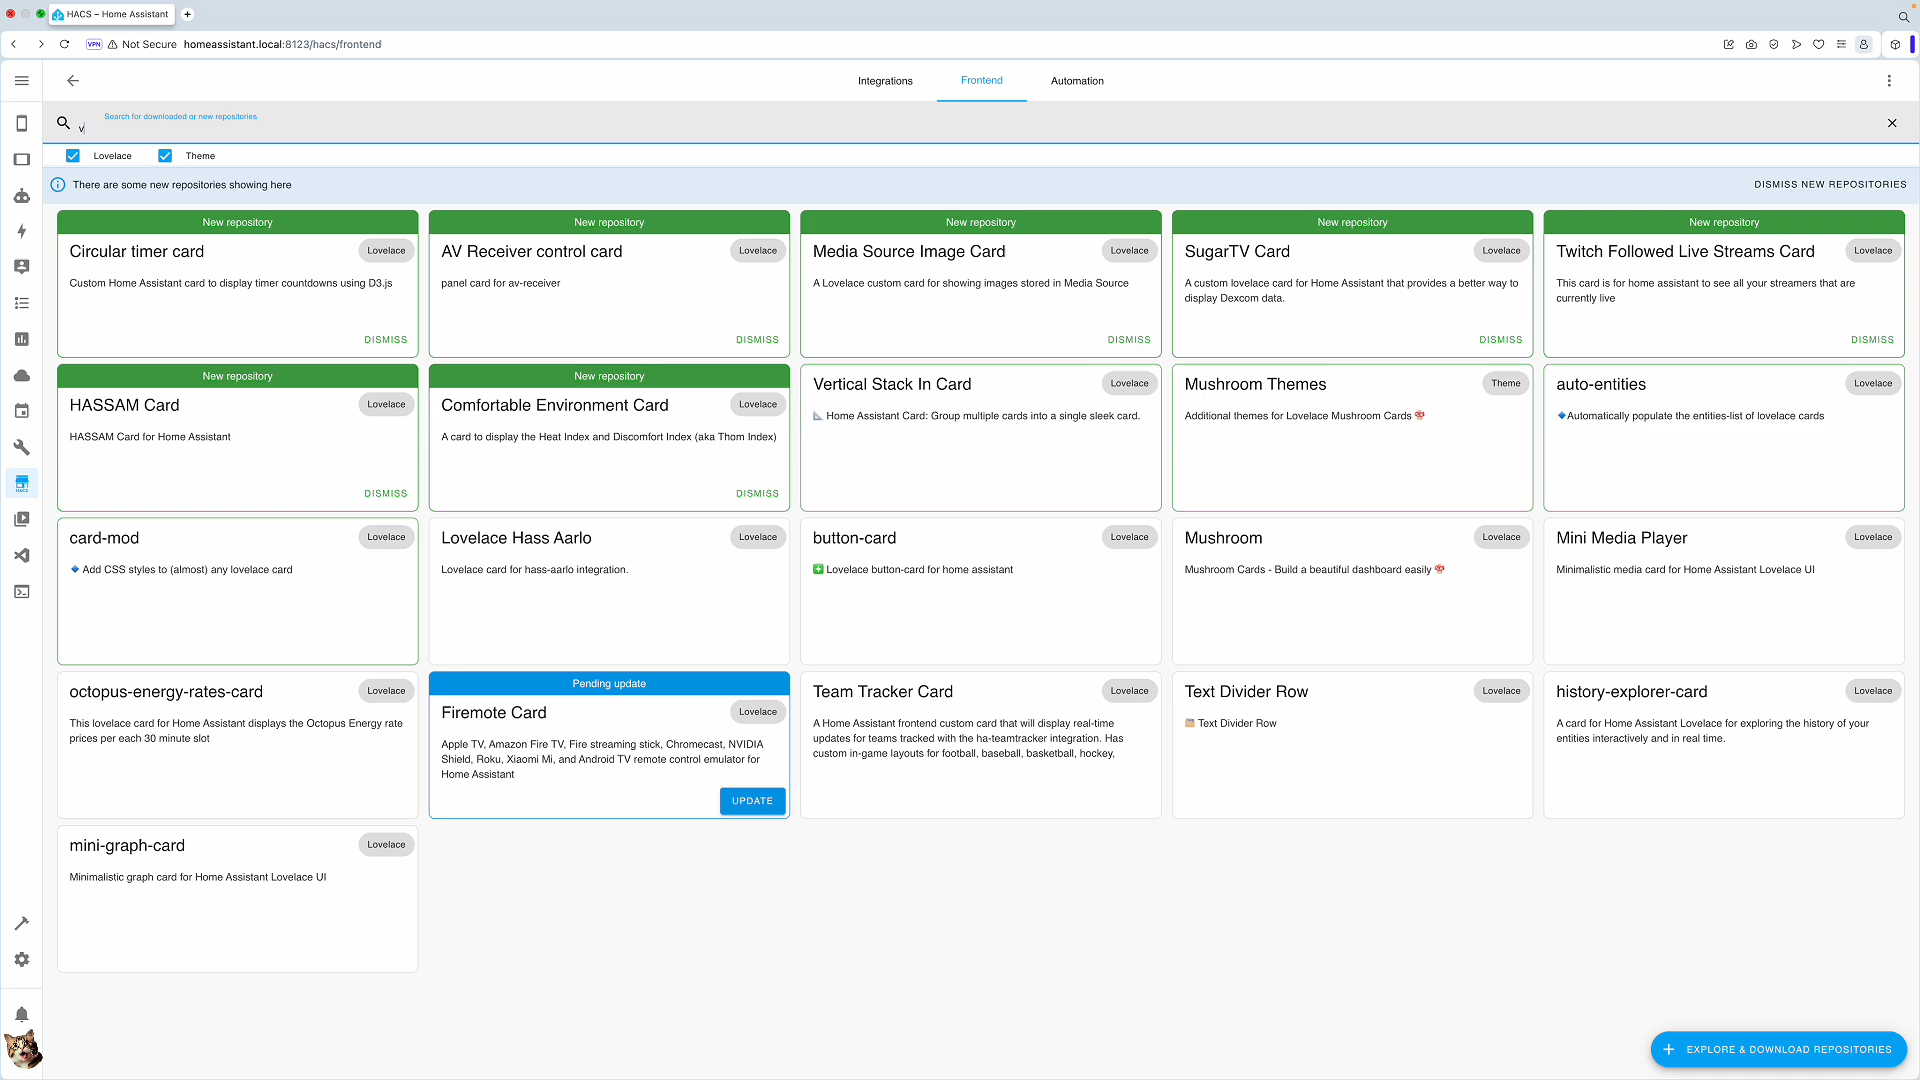 HACS – Home Assistant
VPN
Not Secure
homeassistant.local:8123/hacs/frontend
Integrations
Frontend
Automation
Search for downloaded or new repositories
v
Lovelace
Theme
There are some new repositories showing here
DISMISS NEW REPOSITORIES
New repository
Circular timer card
Lovelace
Custom Home Assistant card to display timer countdowns using D3.js
DISMISS
New repository
AV Receiver control card
Lovelace
panel card for av-receiver
DISMISS
New repository
Media Source Image Card
Lovelace
A Lovelace custom card for showing images stored in Media Source
DISMISS
New repository
SugarTV Card
Lovelace
A custom lovelace card for Home Assistant that provides a better way to
display Dexcom data.
DISMISS
New repository
Twitch Followed Live Streams Card
Lovelace
This card is for home assistant to see all your streamers that are
currently live
DISMISS
New repository
HASSAM Card
Lovelace
HASSAM Card for Home Assistant
DISMISS
New repository
Comfortable Environment Card
Lovelace
A card to display the Heat Index and Discomfort Index (aka Thom Index)
DISMISS
Vertical Stack In Card
Lovelace
📐 Home Assistant Card: Group multiple cards into a single sleek card.
Mushroom Themes
Theme
Additional themes for Lovelace Mushroom Cards 🍄
auto-entities
Lovelace
🔹Automatically populate the entities-list of lovelace cards
card-mod
Lovelace
🔹 Add CSS styles to (almost) any lovelace card
Lovelace Hass Aarlo
Lovelace
Lovelace card for hass-aarlo integration.
button-card
Lovelace
❇️ Lovelace button-card for home assistant
Mushroom
Lovelace
Mushroom Cards - Build a beautiful dashboard easily 🍄
Mini Media Player
Lovelace
Minimalistic media card for Home Assistant Lovelace UI
octopus-energy-rates-card
Lovelace
This lovelace card for Home Assistant displays the Octopus Energy rate
prices per each 30 minute slot
Pending update
Firemote Card
Lovelace
Apple TV, Amazon Fire TV, Fire streaming stick, Chromecast, NVIDIA
Shield, Roku, Xiaomi Mi, and Android TV remote control emulator for
Home Assistant
UPDATE
Team Tracker Card
Lovelace
A Home Assistant frontend custom card that will display real-time
updates for teams tracked with the ha-teamtracker integration. Has
custom in-game layouts for football, baseball, basketball, hockey,
Text Divider Row
Lovelace
Text Divider Row
history-explorer-card
Lovelace
A card for Home Assistant Lovelace for exploring the history of your
entities interactively and in real time.
mini-graph-card
Lovelace
Minimalistic graph card for Home Assistant Lovelace UI
HACS
EXPLORE & DOWNLOAD REPOSITORIES